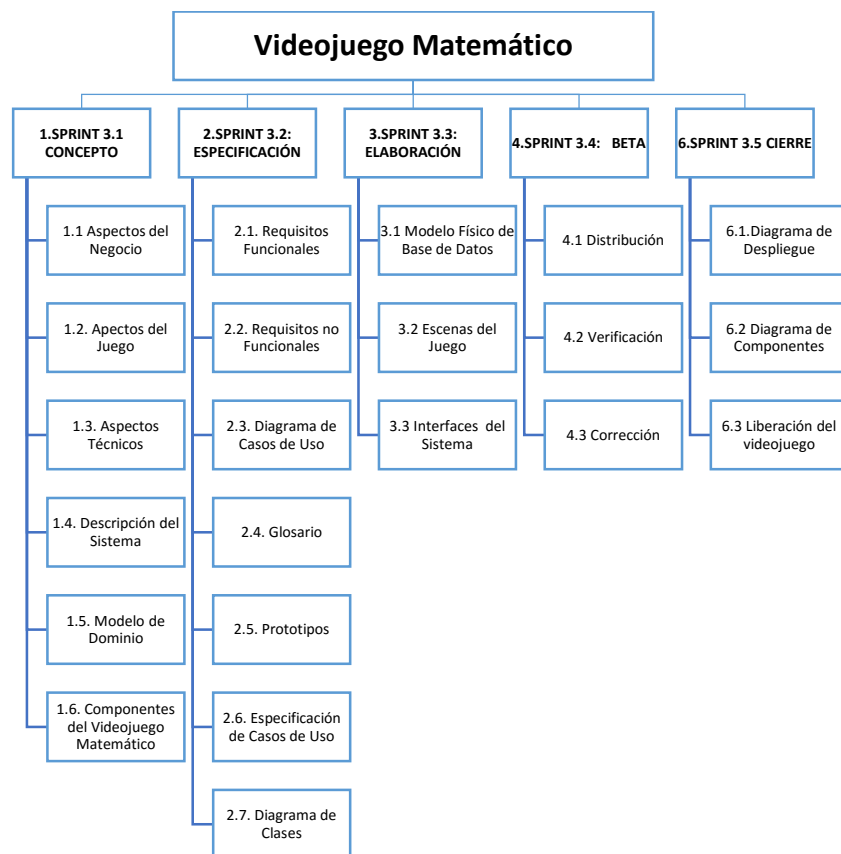 Videojuego Matemático
1.SPRINT 3.1
CONCEPTO
1.1 Aspectos del
Negocio
1.2. Apectos del
Juego
1.3. Aspectos
Técnicos
1.4. Descripción del
Sistema
1.5. Modelo de
Dominio
1.6. Componentes
del Videojuego
Matemático
2.SPRINT 3.2:
ESPECIFICACIÓN
2.1. Requisitos
Funcionales
2.2. Requisitos no
Funcionales
2.3. Diagrama de
Casos de Uso
2.4. Glosario
2.5. Prototipos
2.6. Especificación
de Casos de Uso
2.7. Diagrama de
Clases
3.SPRINT 3.3:
ELABORACIÓN
3.1 Modelo Físico de
Base de Datos
3.2 Escenas del
Juego
3.3 Interfaces del
Sistema
4.SPRINT 3.4: BETA
4.1 Distribución
4.2 Verificación
4.3 Corrección
6.SPRINT 3.5 CIERRE
6.1.Diagrama de
Despliegue
6.2 Diagrama de
Componentes
6.3 Liberación del
videojuego